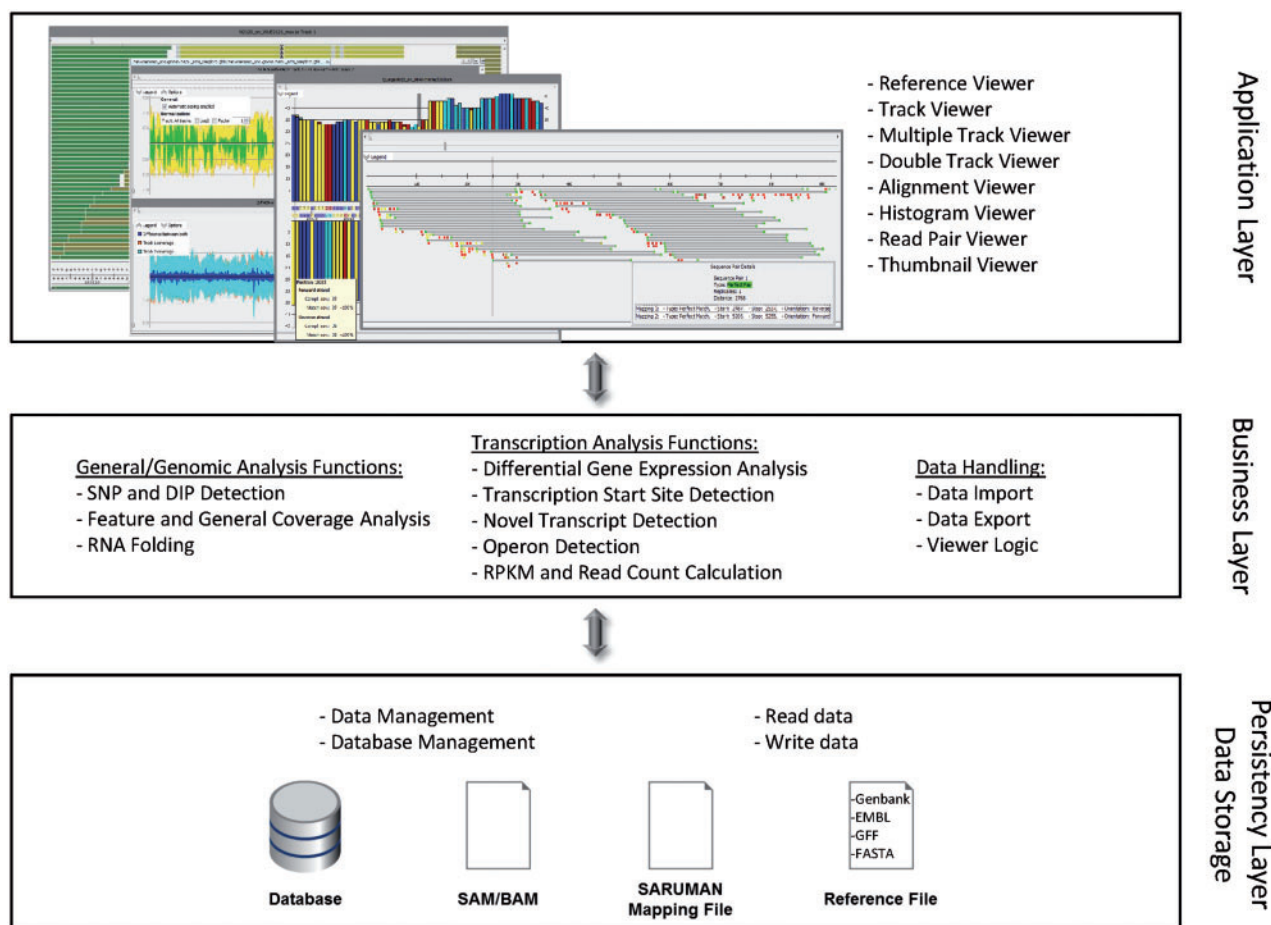 Legend
Sequence Pair Details
- Reference Viewer
- Track Viewer
- Multiple Track Viewer
- Double Track Viewer
- Alignment Viewer
- Histogram Viewer
- Read Pair Viewer
- Thumbnail Viewer
Application Layer
General/Genomic Analysis Functions:
- SNP and DIP Detection
- Feature and General Coverage Analysis
- RNA Folding
Transcription Analysis Functions:
- Differential Gene Expression Analysis
- Transcription Start Site Detection
- Novel Transcript Detection
- Operon Detection
- RPKM and Read Count Calculation
Data Handling:
- Data Import
- Data Export
- Viewer Logic
Business Layer
- Data Management
- Database Management
- Read data
- Write data
Database
SAM/BAM
SARUMAN
Mapping File
-Genbank
-EMBL
-GFF
-FASTA
Reference File
Persistency Layer
Data Storage